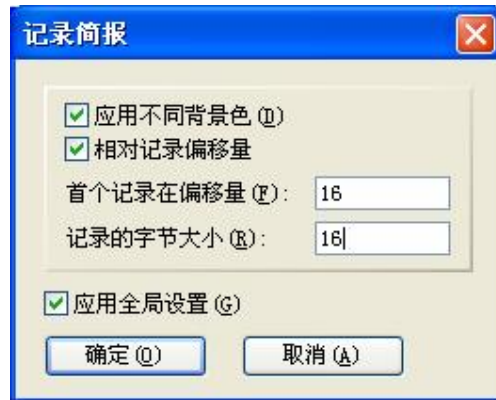 记录简报
应用不同背景色(D)
相对记录偏移量
首个记录在偏移量(F): 16
记录的字节大小(R): 16
应用全局设置(G)
确定(O) 取消(A)